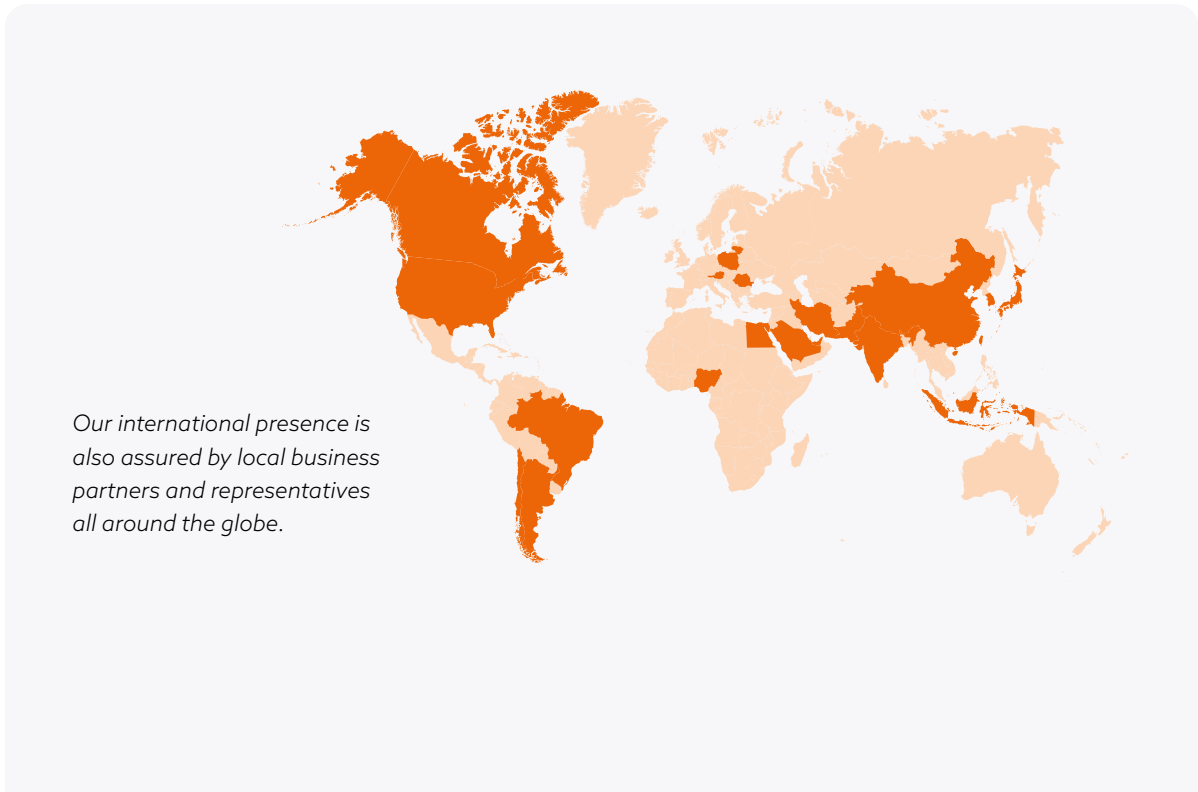 Our international presence is
also assured by local business
partners and representatives
all around the globe.